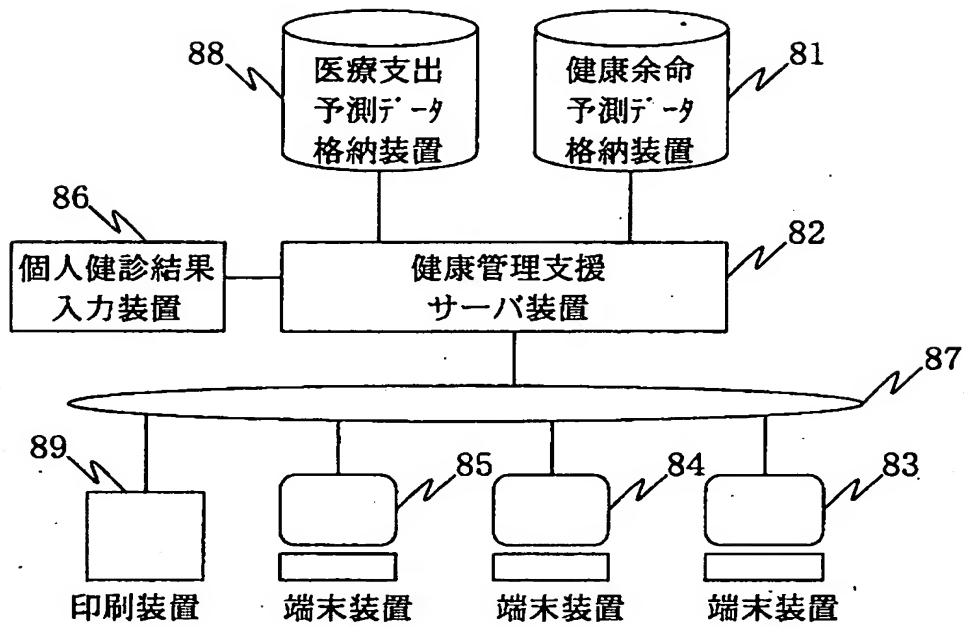 88
医療支出
予測ﾃﾞｰﾀ
格納装置
健康余命
予測ﾃﾞｰﾀ
格納装置
81
86
個人健診結果
入力装置
健康管理支援
サーバ装置
82
87
89
85
84
83
印刷装置
端末装置
端末装置
端末装置